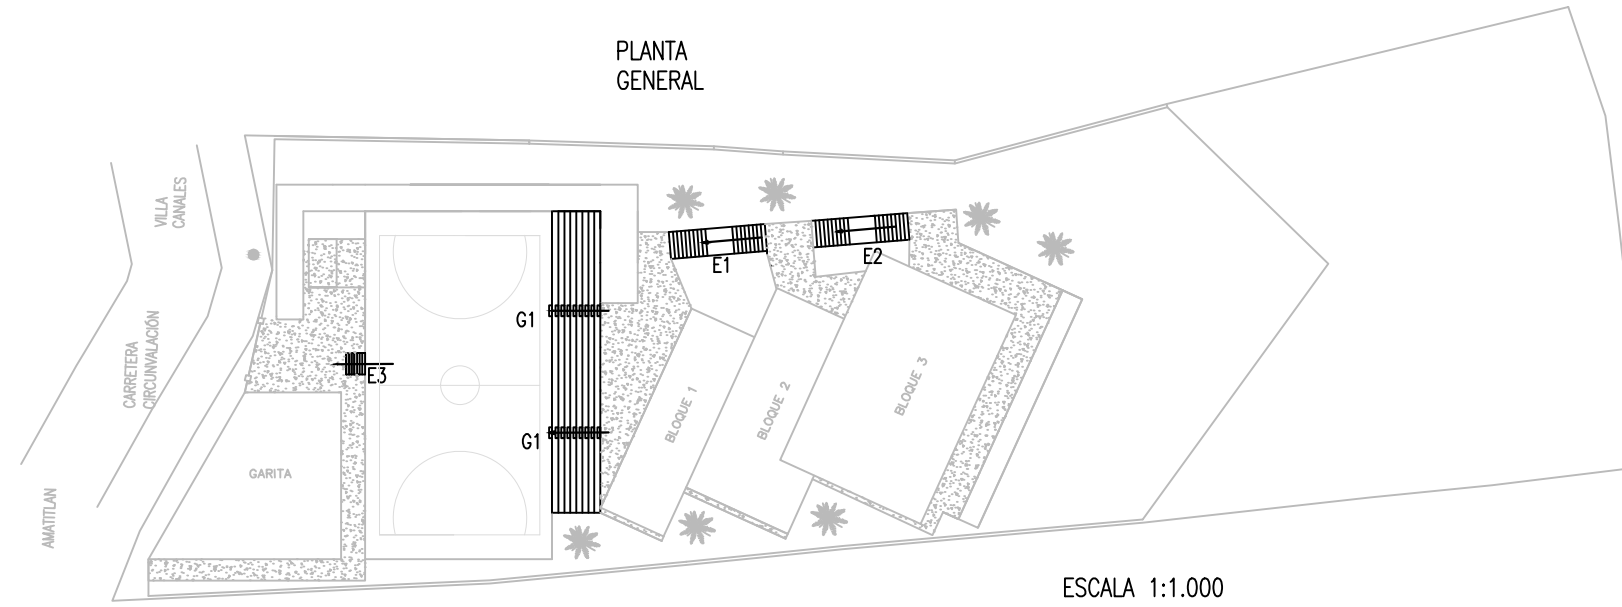 PLANTA
GENERAL
VILLA
CANALES
CARRETERA
CIRCUNVALACIÓN
AMATITLAN
GARITA
E3
G1
G1
E1
E2
BLOQUE 1
BLOQUE 2
BLOQUE 3
ESCALA 1:1.000